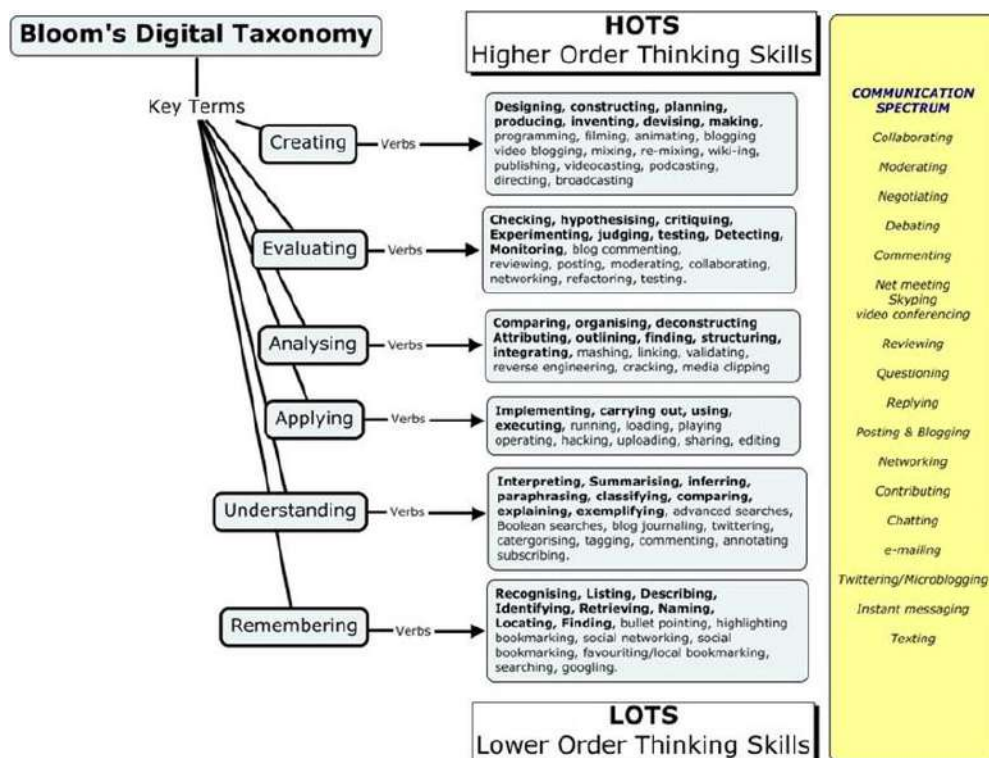 Bloom's Digital Taxonomy
Key Terms
HOTS
Higher Order Thinking Skills
Creating
Verbs
Designing, constructing, planning,
producing, inventing, devising, making,
programming, filming, animating, blogging
video blogging, mixing, re-mixing, wiki-ing,
publishing, videocasting, podcasting,
directing, broadcasting
Evaluating
Verbs
Checking, hypothesising, critiquing,
Experimenting, judging, testing, Detecting,
Monitoring, blog commenting,
reviewing, posting, moderating, collaborating,
networking, refactoring, testing.
Analysing
Verbs
Comparing, organising, deconstructing
Attributing, outlining, finding, structuring,
integrating, mashing, linking, validating,
reverse engineering, cracking, media clipping
Applying
Verbs
Implementing, carrying out, using,
executing, running, loading, playing
operating, hacking, uploading, sharing, editing
Understanding
Verbs
Interpreting, Summarising, inferring,
paraphrasing, classifying, comparing,
explaining, exemplifying, advanced searches,
Boolean searches, blog journaling, twittering,
catergorising, tagging, commenting, annotating
subscribing.
Remembering
Verbs
Recognising, Listing, Describing,
Identifying, Retrieving, Naming,
Locating, Finding, bullet pointing, highlighting
bookmarking, social networking, social
bookmarking, favouriting/local bookmarking,
searching, googling.
LOTS
Lower Order Thinking Skills
COMMUNICATION
SPECTRUM
Collaborating
Moderating
Negotiating
Debating
Commenting
Net meeting
Skyping
video conferencing
Reviewing
Questioning
Replying
Posting & Blogging
Networking
Contributing
Chatting
e-mailing
Twittering/Microblogging
Instant messaging
Texting